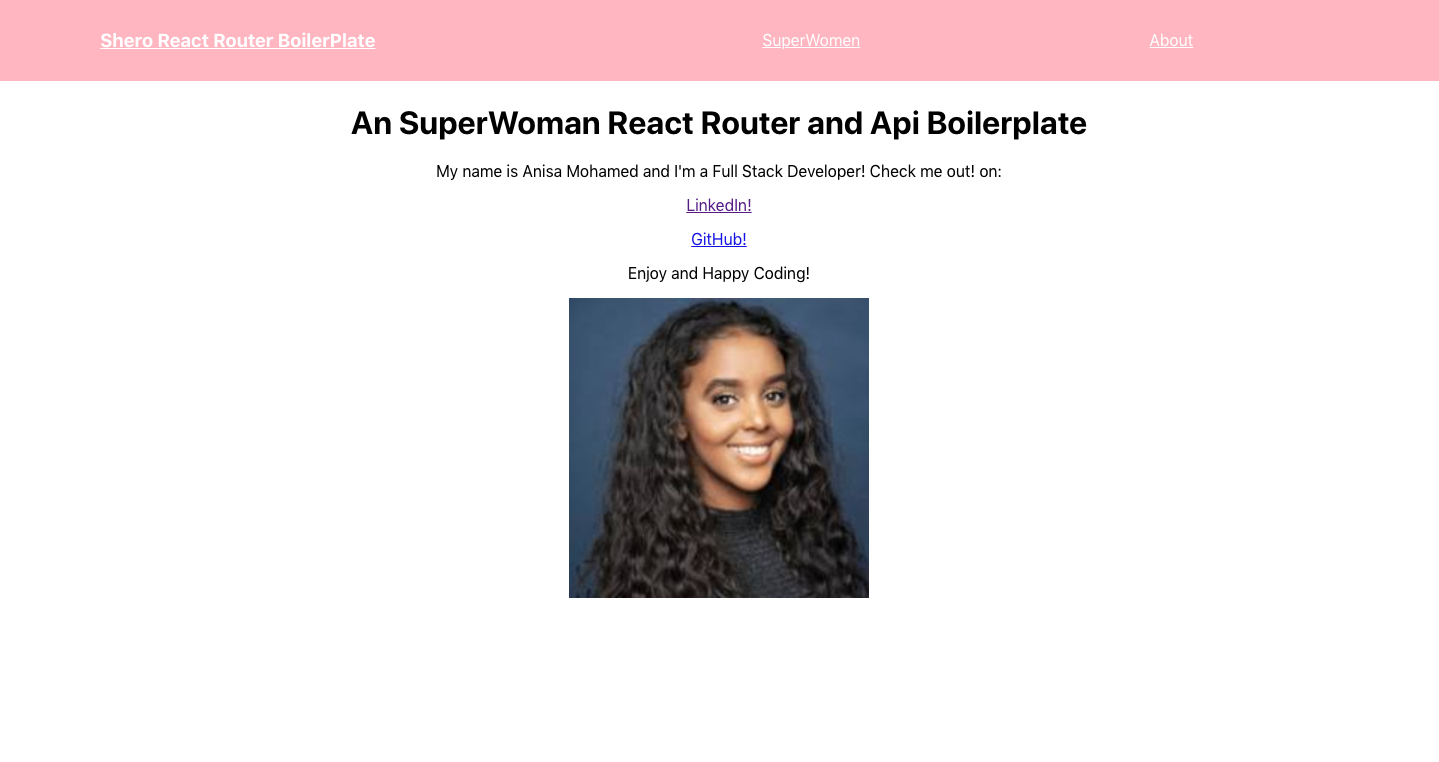 Shero React Router BoilerPlate SuperWomen About
An SuperWoman React Router and Api Boilerplate
My name is Anisa Mohamed and I'm a Full Stack Developer! Check me out! on:
LinkedIn!
GitHub!
Enjoy and Happy Coding!